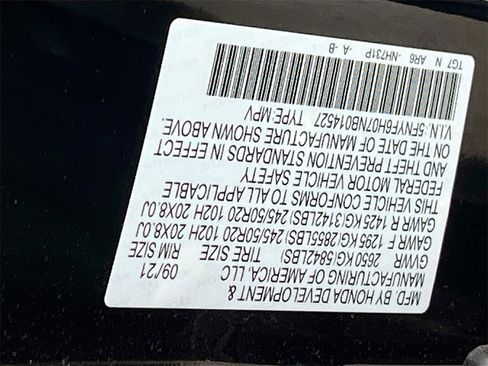 MFD. BY HONDA DEVELOPMENT &
MANUFACTURING OF AMERICA, LLC 09/21
GVWR 2650 KG(5842LBS) TIRE SIZE RIM SIZE
GAWR F 1295 KG(2855LBS) 245/50R20 102H 20X8.0J
GAWR R 1425 KG(3142LBS) 245/50R20 102H 20X8.0J
THIS VEHICLE CONFORMS TO ALL APPLICABLE
FEDERAL MOTOR VEHICLE SAFETY
AND THEFT PREVENTION STANDARDS IN EFFECT
ON THE DATE OF MANUFACTURE SHOWN ABOVE.
V.I.N: 5FNYF6H07NB014527 TYPE:MPV
TG7 N AR6 -NH731P -A -B